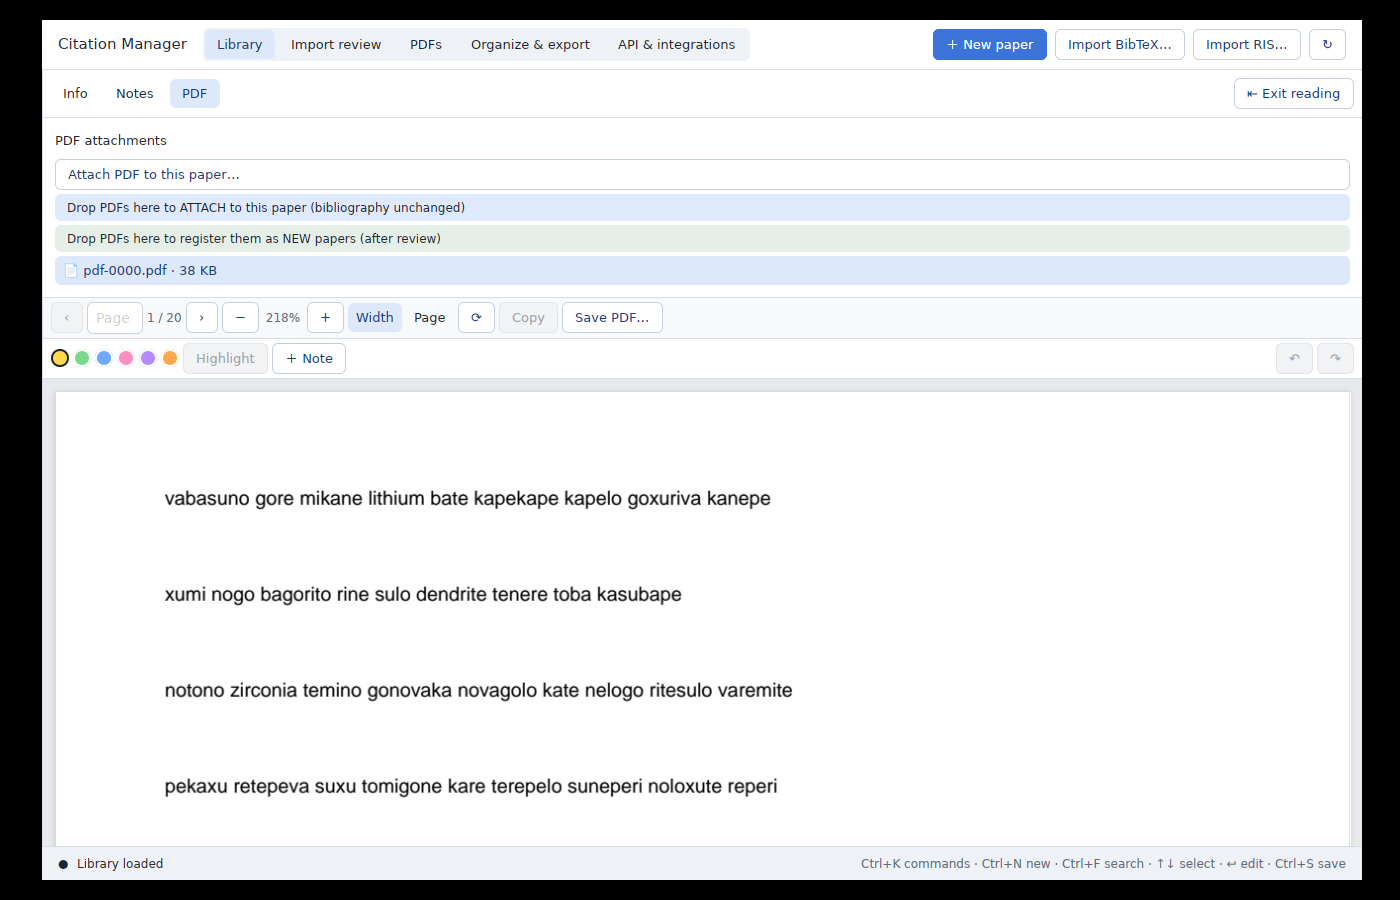 Citation Manager Library Import review PDFs Organize & export API & integrations + New paper Import BibTeX... Import RIS... ↻
Info Notes PDF ⇤ Exit reading
PDF attachments
Attach PDF to this paper...
Drop PDFs here to ATTACH to this paper (bibliography unchanged)
Drop PDFs here to register them as NEW papers (after review)
pdf-0000.pdf · 38 KB
‹ Page 1 / 20 › − 218% + Width Page ⟳ Copy Save PDF...
Highlight + Note ↶ ↷
vabasuno gore mikane lithium bate kapekape kapelo goxuriva kanepe
xumi nogo bagorito rine sulo dendrite tenere toba kasubape
notono zirconia temino gonovaka novagolo kate nelogo ritesulo varemite
pekaxu retepeva suxu tomigone kare terepelo suneperi noloxute reperi
● Library loaded Ctrl+K commands · Ctrl+N new · Ctrl+F search · ↑↓ select · ↩ edit · Ctrl+S save